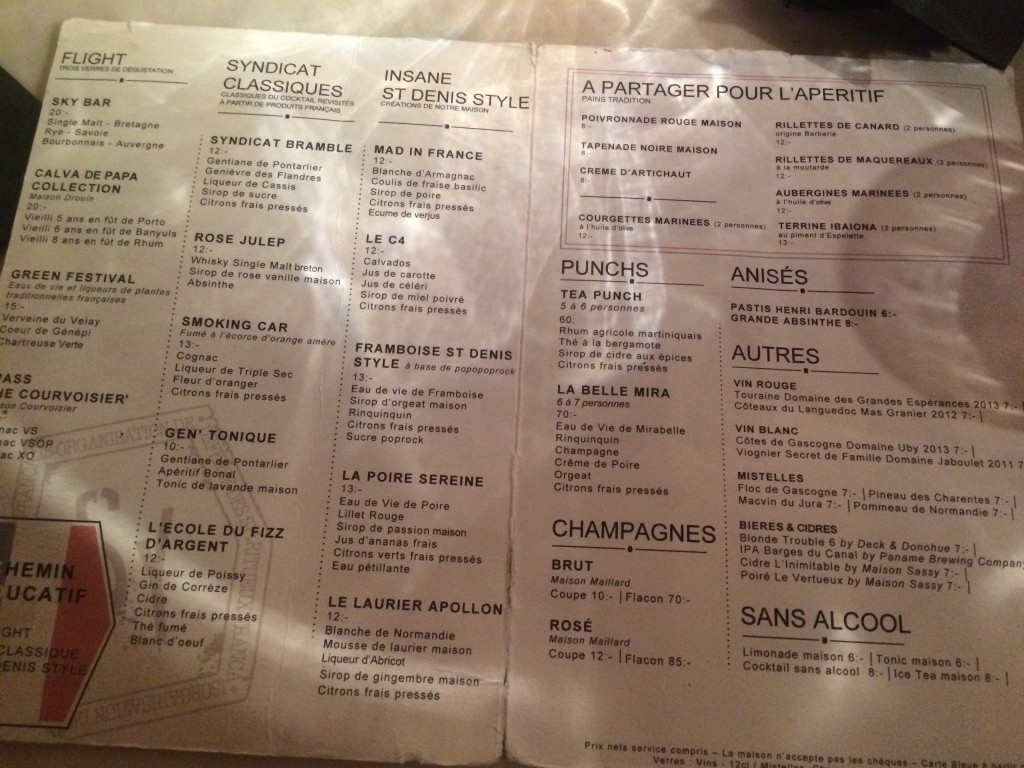 FLIGHT
TROIS VERRES DE DÉGUSTATION
SKY BAR
20:-
Single Malt - Bretagne
Rye - Savoie
Bourbonnais - Auvergne
CALVA DE PAPA
COLLECTION
Maison Drouin
20:-
Vieilli 5 ans en fût de Porto
Vieilli 6 ans en fût de Banyuls
Vieilli 8 ans en fût de Rhum
GREEN FESTIVAL
Eaux de vie et liqueurs de plantes
traditionnelles françaises
15:-
Verveine du Velay
Coeur de Génépi
Chartreuse Verte
PASS
HE COURVOISIER'
son Courvoisier
nac VS
nac VSOP
ac XO
HEMIN
UCATIF
GHT
CLASSIQUE
DENIS STYLE
SYNDICAT
CLASSIQUES
CLASSIQUES DU COCKTAIL REVISITÉS
A PARTIR DE PRODUITS FRANÇAIS
SYNDICAT BRAMBLE
12:-
Gentiane de Pontarlier
Genièvre des Flandres
Liqueur de Cassis
Sirop de sucre
Citrons frais pressés
ROSE JULEP
12:-
Whisky Single Malt breton
Sirop de rose vanille maison
Absinthe
SMOKING CAR
Fumé à l'écorce d'orange amère
13:-
Cognac
Liqueur de Triple Sec
Fleur d'oranger
Citrons frais pressés
GEN' TONIQUE
10:-
Gentiane de Pontarlier
Apéritif Bonal
Tonic de lavande maison
L'ECOLE DU FIZZ
D'ARGENT
12:-
Liqueur de Poissy
Gin de Corrèze
Cidre
Citrons frais pressés
Thé fumé
Blanc d'oeuf
INSANE
ST DENIS STYLE
CRÉATIONS DE NOTRE MAISON
MAD IN FRANCE
12:-
Blanche d'Armagnac
Coulis de fraise basilic
Sirop de poire
Citrons frais pressés
Ecume de verjus
LE C4
12:-
Calvados
Jus de carotte
Jus de céléri
Sirop de miel poivré
Citrons frais pressés
FRAMBOISE ST DENIS
STYLE à base de popopoprock
13:-
Eau de vie de Framboise
Sirop d'orgeat maison
Rinquinquin
Citrons frais pressés
Sucre poprock
LA POIRE SEREINE
13:-
Eau de Vie de Poire
Lillet Rouge
Sirop de passion maison
Jus d'ananas frais
Citrons verts frais pressés
Eau pétillante
LE LAURIER APOLLON
12:-
Blanche de Normandie
Mousse de laurier maison
Liqueur d'Abricot
Sirop de gingembre maison
Citrons frais pressés
A PARTAGER POUR L'APERITIF
PAINS TRADITION
POIVRONNADE ROUGE MAISON
8:-
TAPENADE NOIRE MAISON
8:-
CREME D'ARTICHAUT
8:-
COURGETTES MARINEES (2 personnes)
à l'huile d'olive
12:-
RILLETTES DE CANARD (2 personnes)
origine Barbarie
12:-
RILLETTES DE MAQUEREAUX (2 personnes)
à la moutarde
12:-
AUBERGINES MARINEES (2 personnes)
à l'huile d'olive
12:-
TERRINE IBAIONA (2 personnes)
au piment d'Espelette
13:-
PUNCHS
TEA PUNCH
5 à 6 personnes
60:
Rhum agricole martiniquais
Thé à la bergamote
Sirop de cidre aux épices
Citrons frais pressés
LA BELLE MIRA
6 à 7 personnes
70:-
Eau de Vie de Mirabelle
Rinquinquin
Champagne
Crême de Poire
Orgeat
Citrons frais pressés
CHAMPAGNES
BRUT
Maison Maillard
Coupe 10:- | Flacon 70:-
ROSÉ
Maison Maillard
Coupe 12:- | Flacon 85:-
ANISÉS
PASTIS HENRI BARDOUIN 6:-
GRANDE ABSINTHE 8:-
AUTRES
VIN ROUGE
Touraine Domaine des Grandes Espérances 2013 7:- |
Côteaux du Languedoc Mas Granier 2012 7:- |
VIN BLANC
Côtes de Gascogne Domaine Uby 2013 7:- |
Viognier Secret de Famille Domaine Jaboulet 2011 7
MISTELLES
Floc de Gascogne 7:- | Pineau des Charentes 7:- |
Macvin du Jura 7:- | Pommeau de Normandie 7:- |
BIERES & CIDRES
Blonde Trouble 6 by Deck & Donohue 7:- |
IPA Barges du Canal by Paname Brewing Company
Cidre L'Inimitable by Maison Sassy 7:- |
Poiré Le Vertueux by Maison Sassy 7:- |
SANS ALCOOL
Limonade maison 6:- | Tonic maison 6:- |
Cocktail sans alcool 8:- | Ice Tea maison 8:- |
Prix nets service compris – La maison n'accepte pas les chèques – Carte Bleue à partir
Verres : Vins - 12cl / Mistelles